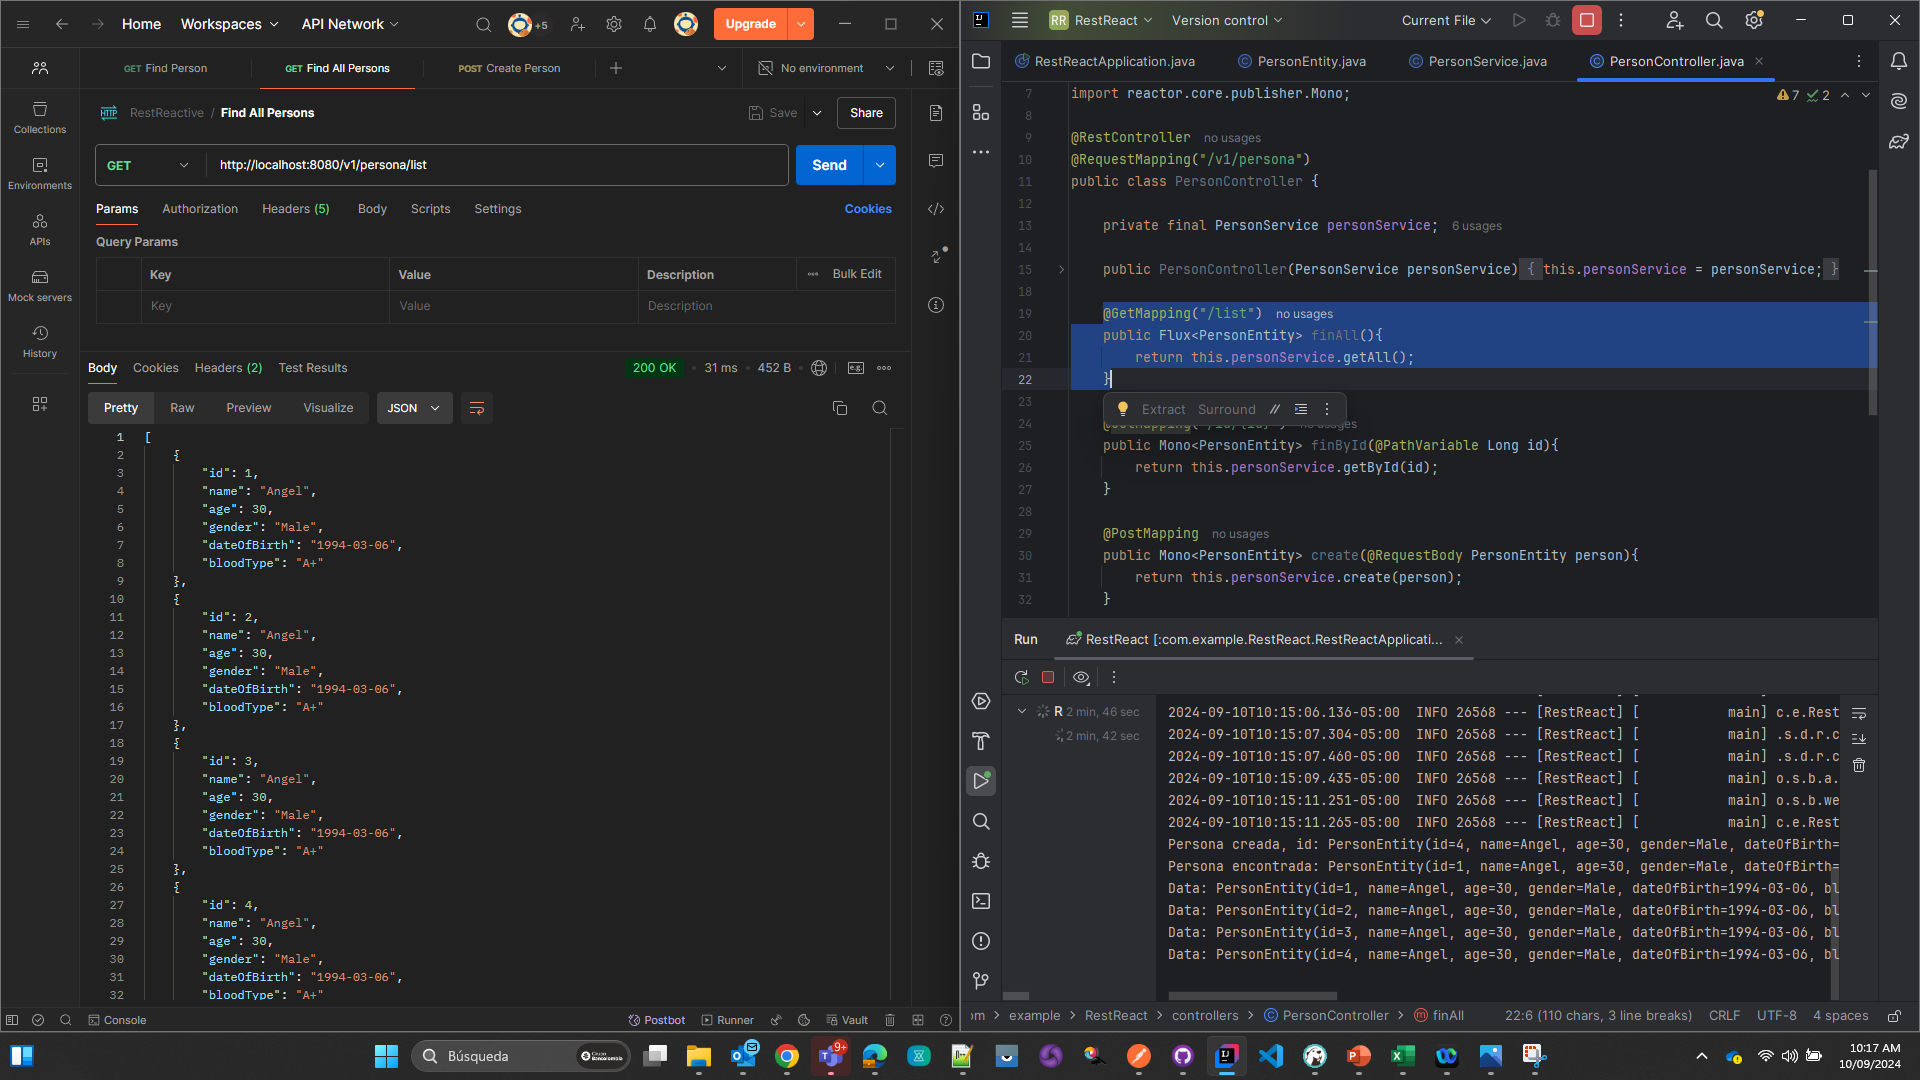 Home Workspaces API Network +5 Upgrade
GET Find Person GET Find All Persons POST Create Person No environment
HTTP RestReactive / Find All Persons Save Share
Collections
Environments
APIs
Mock servers
History
GET http://localhost:8080/v1/persona/list Send
Params Authorization Headers (5) Body Scripts Settings Cookies
Query Params
Key Value Description Bulk Edit
Key Value Description
Body Cookies Headers (2) Test Results 200 OK 31 ms 452 B e.g.
Pretty Raw Preview Visualize JSON
1 [
2 {
3 "id": 1,
4 "name": "Angel",
5 "age": 30,
6 "gender": "Male",
7 "dateOfBirth": "1994-03-06",
8 "bloodType": "A+"
9 },
10 {
11 "id": 2,
12 "name": "Angel",
13 "age": 30,
14 "gender": "Male",
15 "dateOfBirth": "1994-03-06",
16 "bloodType": "A+"
17 },
18 {
19 "id": 3,
20 "name": "Angel",
21 "age": 30,
22 "gender": "Male",
23 "dateOfBirth": "1994-03-06",
24 "bloodType": "A+"
25 },
26 {
27 "id": 4,
28 "name": "Angel",
29 "age": 30,
30 "gender": "Male",
31 "dateOfBirth": "1994-03-06",
32 "bloodType": "A+"
Console Postbot Runner Vault
RR RestReact Version control Current File
RestReactApplication.java PersonEntity.java PersonService.java PersonController.java
7 import reactor.core.publisher.Mono; 7 2
8
9 @RestController no usages
10 @RequestMapping("/v1/persona")
11 public class PersonController {
12
13 private final PersonService personService; 6 usages
14
15 public PersonController(PersonService personService) { this.personService = personService; }
18
19 @GetMapping("/list") no usages
20 public Flux<PersonEntity> finAll(){
21 return this.personService.getAll();
22 }
23 Extract Surround
24 no usages
25 public Mono<PersonEntity> finById(@PathVariable Long id){
26 return this.personService.getById(id);
27 }
28
29 @PostMapping no usages
30 public Mono<PersonEntity> create(@RequestBody PersonEntity person){
31 return this.personService.create(person);
32 }
Run RestReact [:com.example.RestReact.RestReactApplicati...
R 2 min, 46 sec
2 min, 42 sec
2024-09-10T10:15:06.136-05:00 INFO 26568 --- [RestReact] [ main] c.e.Rest
2024-09-10T10:15:07.304-05:00 INFO 26568 --- [RestReact] [ main] .s.d.r.c
2024-09-10T10:15:07.460-05:00 INFO 26568 --- [RestReact] [ main] .s.d.r.c
2024-09-10T10:15:09.435-05:00 INFO 26568 --- [RestReact] [ main] o.s.b.a.
2024-09-10T10:15:11.251-05:00 INFO 26568 --- [RestReact] [ main] o.s.b.we
2024-09-10T10:15:11.265-05:00 INFO 26568 --- [RestReact] [ main] c.e.Rest
Persona creada, id: PersonEntity(id=4, name=Angel, age=30, gender=Male, dateOfBirth=
Persona encontrada: PersonEntity(id=1, name=Angel, age=30, gender=Male, dateOfBirth=
Data: PersonEntity(id=1, name=Angel, age=30, gender=Male, dateOfBirth=1994-03-06, bl
Data: PersonEntity(id=2, name=Angel, age=30, gender=Male, dateOfBirth=1994-03-06, bl
Data: PersonEntity(id=3, name=Angel, age=30, gender=Male, dateOfBirth=1994-03-06, bl
Data: PersonEntity(id=4, name=Angel, age=30, gender=Male, dateOfBirth=1994-03-06, bl
om example RestReact controllers PersonController finAll 22:6 (110 chars, 3 line breaks) CRLF UTF-8 4 spaces
Búsqueda 9+ 10:17 AM
10/09/2024